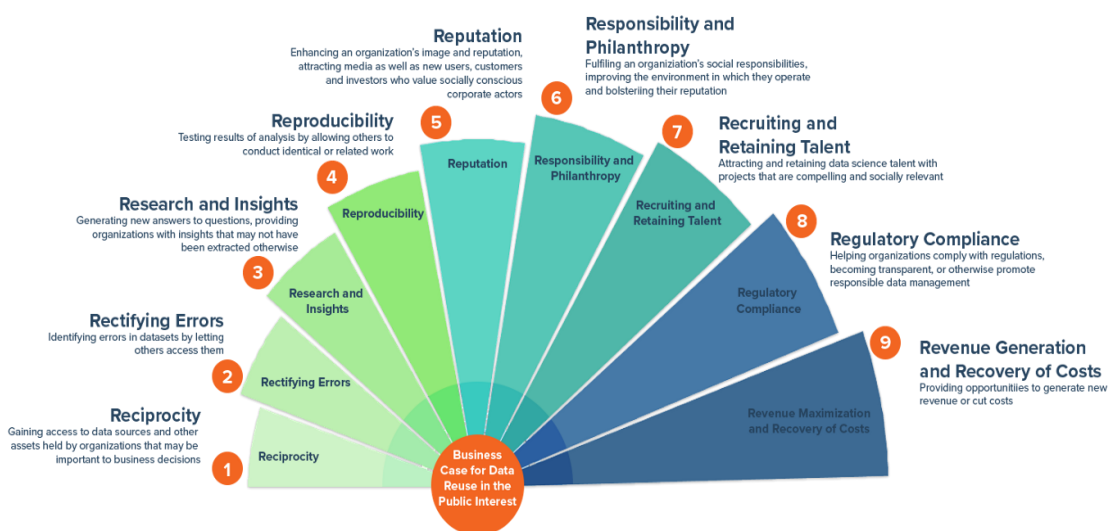 Reciprocity
Gaining access to data sources and other
assets held by organizations that may be
important to business decisions
1
Reciprocity
Rectifying Errors
Identifying errors in datasets by letting
others access them
2
Rectifying Errors
Research and Insights
Generating new answers to questions, providing
organizations with insights that may not have
been extracted otherwise
3
Research and
Insights
Reproducibility
Testing results of analysis by allowing others to
conduct identical or related work
4
Reproducibility
Reputation
Enhancing an organization's image and reputation,
attracting media as well as new users, customers
and investors who value socially conscious
corporate actors
5
Reputation
Responsibility and
Philanthropy
Fulfiling an organiziation's social responsibilities,
improving the environment in which they operate
and bolsteriing their reputation
6
Responsibility and
Philanthropy
Recruiting and
Retaining Talent
Attracting and retaining data science talent with
projects that are compelling and socially relevant
7
Recruiting and
Retaining Talent
Regulatory Compliance
Helping organizations comply with regulations,
becoming transparent, or otherwise promote
responsible data management
8
Regulatory
Compliance
Revenue Generation
and Recovery of Costs
Providing opportunitiies to generate new
revenue or cut costs
9
Revenue Maximization
and Recovery of Costs
Business
Case for Data
Reuse in the
Public Interest